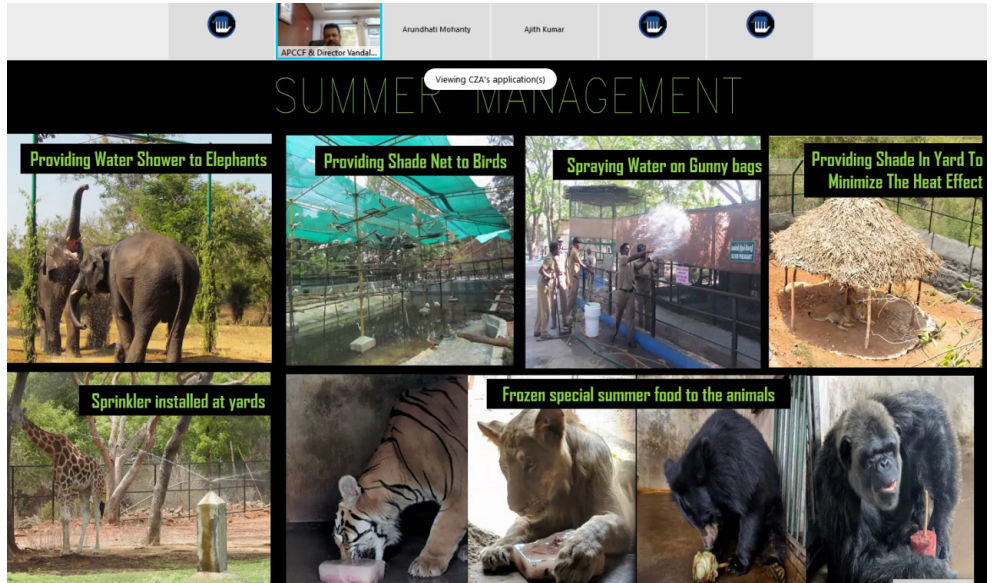 Arundhati Mohanty
Ajith Kumar
APCCF & Director Vandal...
Viewing CZA's application(s)
SUMMER MANAGEMENT
Providing Water Shower to Elephants
Providing Shade Net to Birds
Spraying Water on Gunny bags
Providing Shade In Yard To
Minimize The Heat Effect
Sprinkler installed at yards
Frozen special summer food to the animals